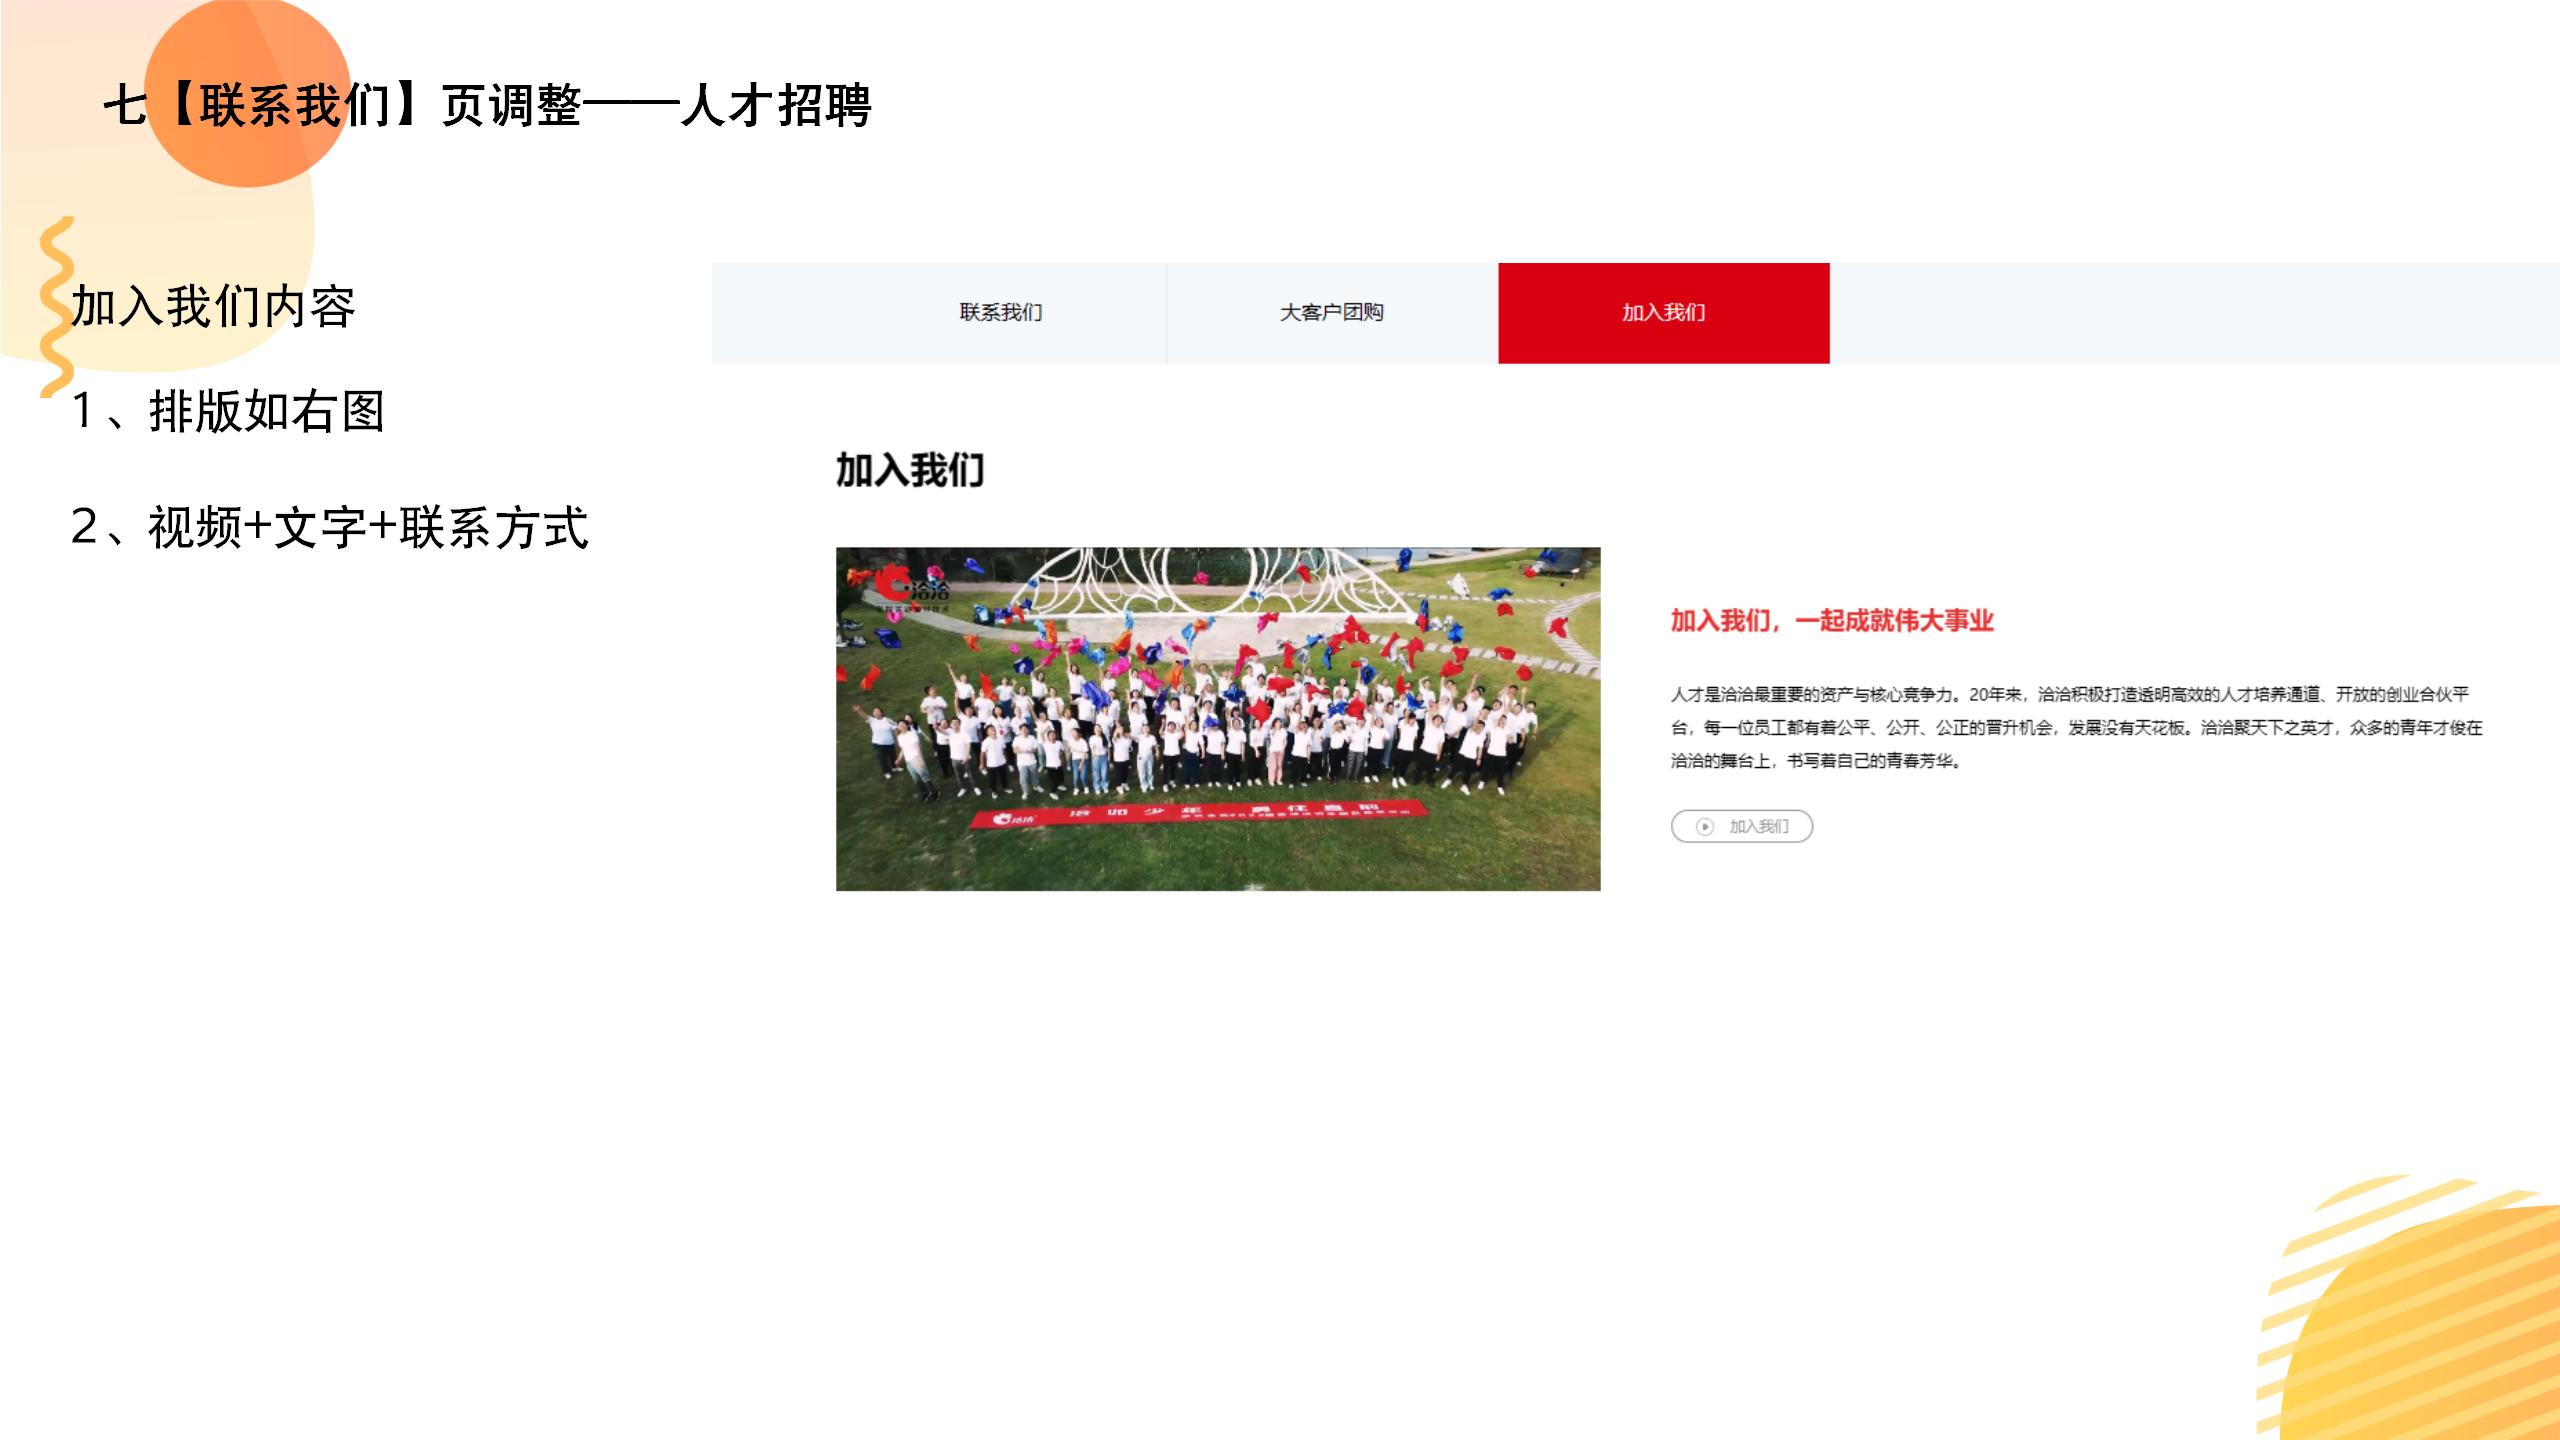 七【联系我们】页调整——人才招聘
加入我们内容
1、排版如右图
2、视频+文字+联系方式
联系我们
大客户团购
加入我们
加入我们
洽洽
洽洽
加入我们，一起成就伟大事业
人才是洽洽最重要的资产与核心竞争力。20年来，洽洽积极打造透明高效的人才培养通道、开放的创业合伙平
台，每一位员工都有着公平、公开、公正的晋升机会，发展没有天花板。洽洽聚天下之英才，众多的青年才俊在
洽洽的舞台上，书写着自己的青春芳华。
加入我们